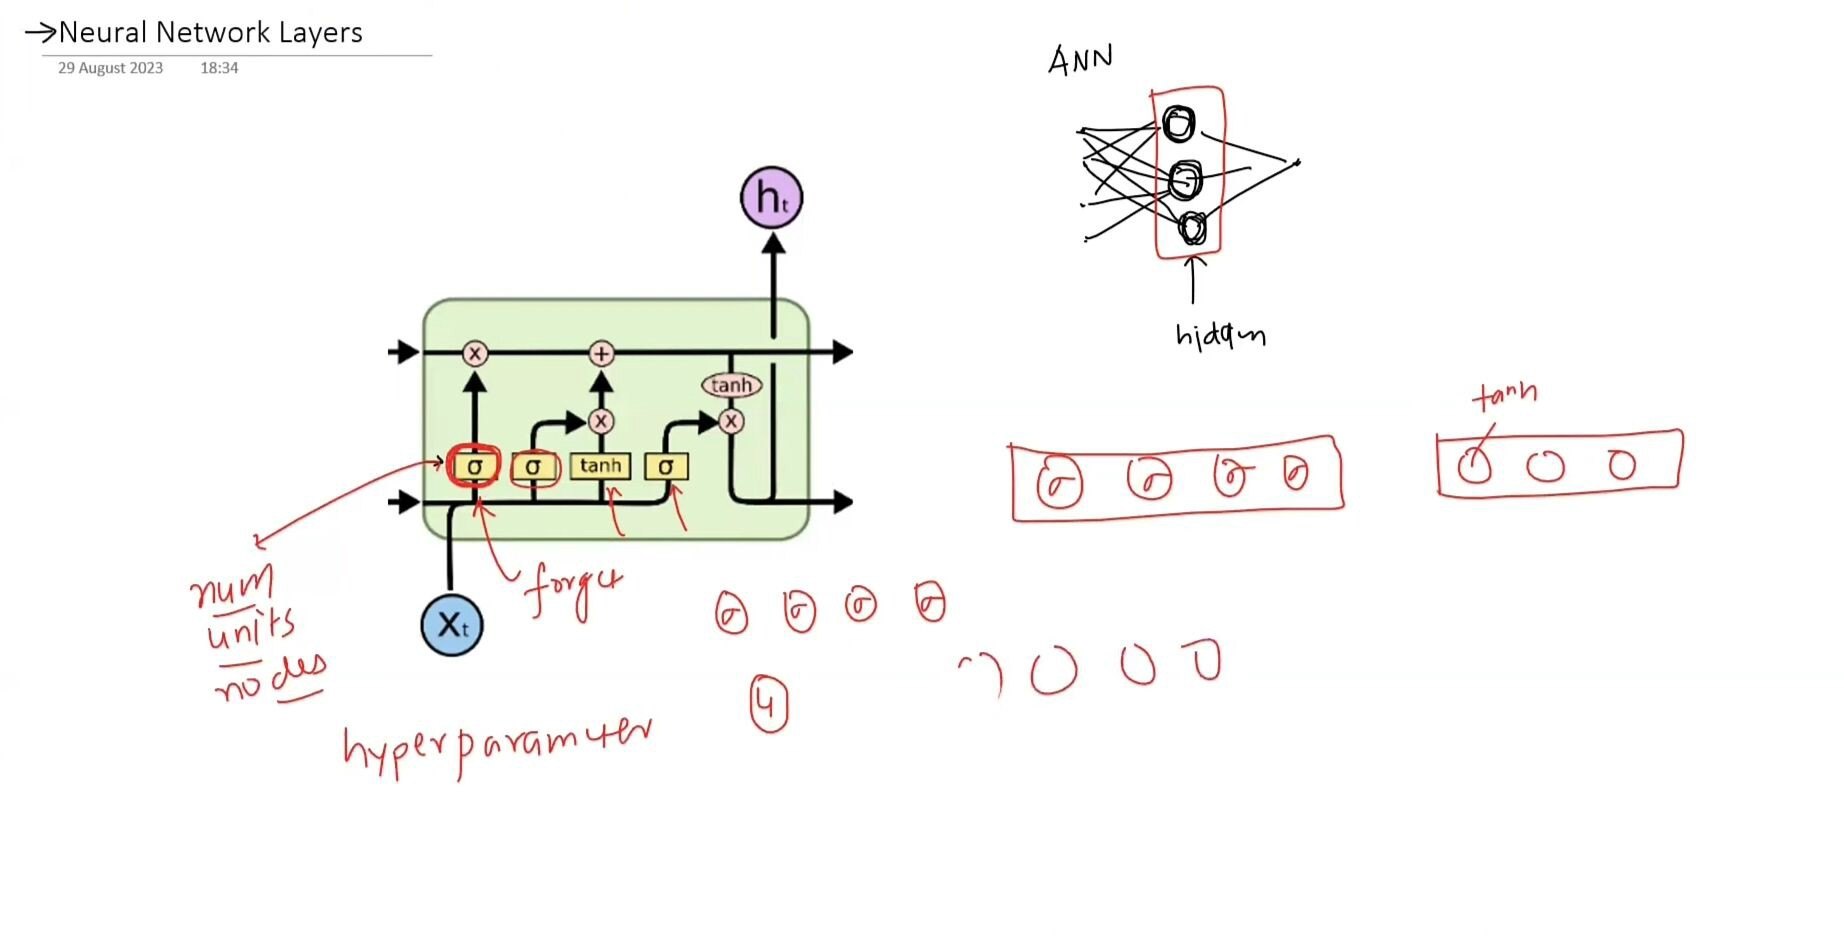 →Neural Network Layers
29 August 2023 18:34
ANN
hidden
ht
x +
tanh
x x
σ σ tanh σ
Xt
forget
num
units
nodes
hyperparameter
tanh
σ σ σ σ
σ σ σ σ
4